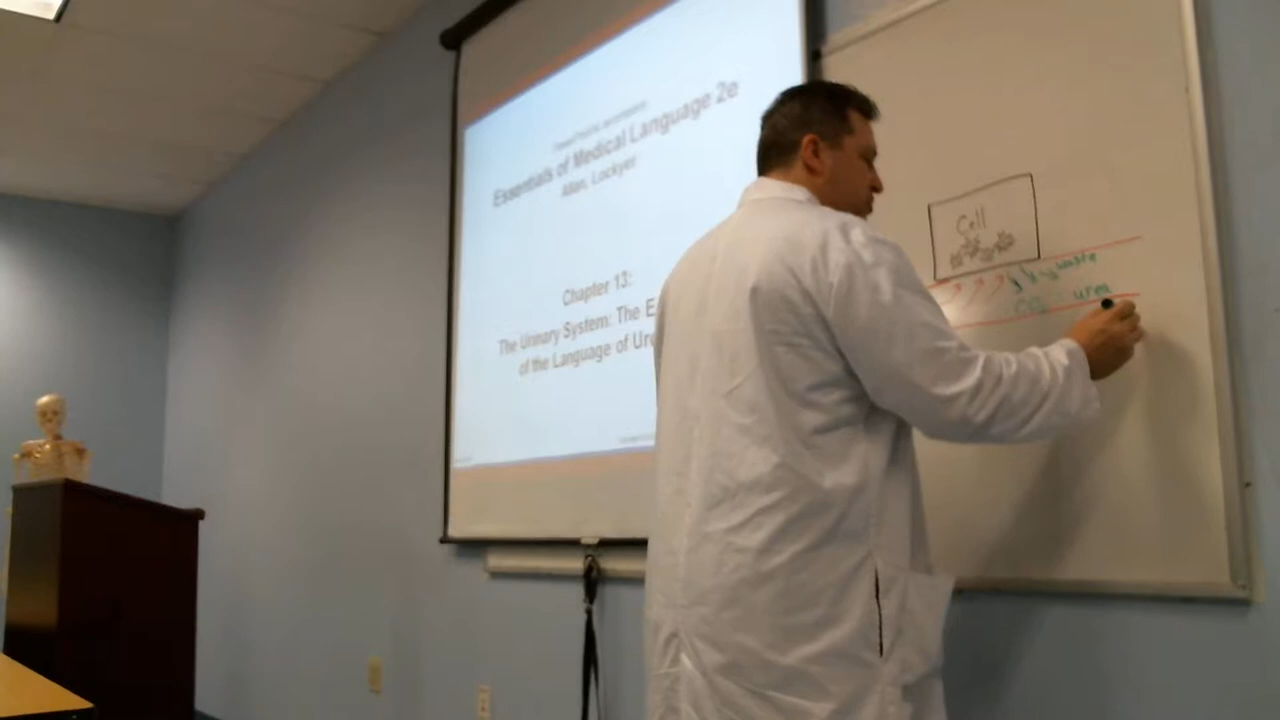 Essentials of Medical Language 2e
Allan, Lockyer
Chapter 13:
The Urinary System: The E
of the Language of Uro
Cell
waste
urea